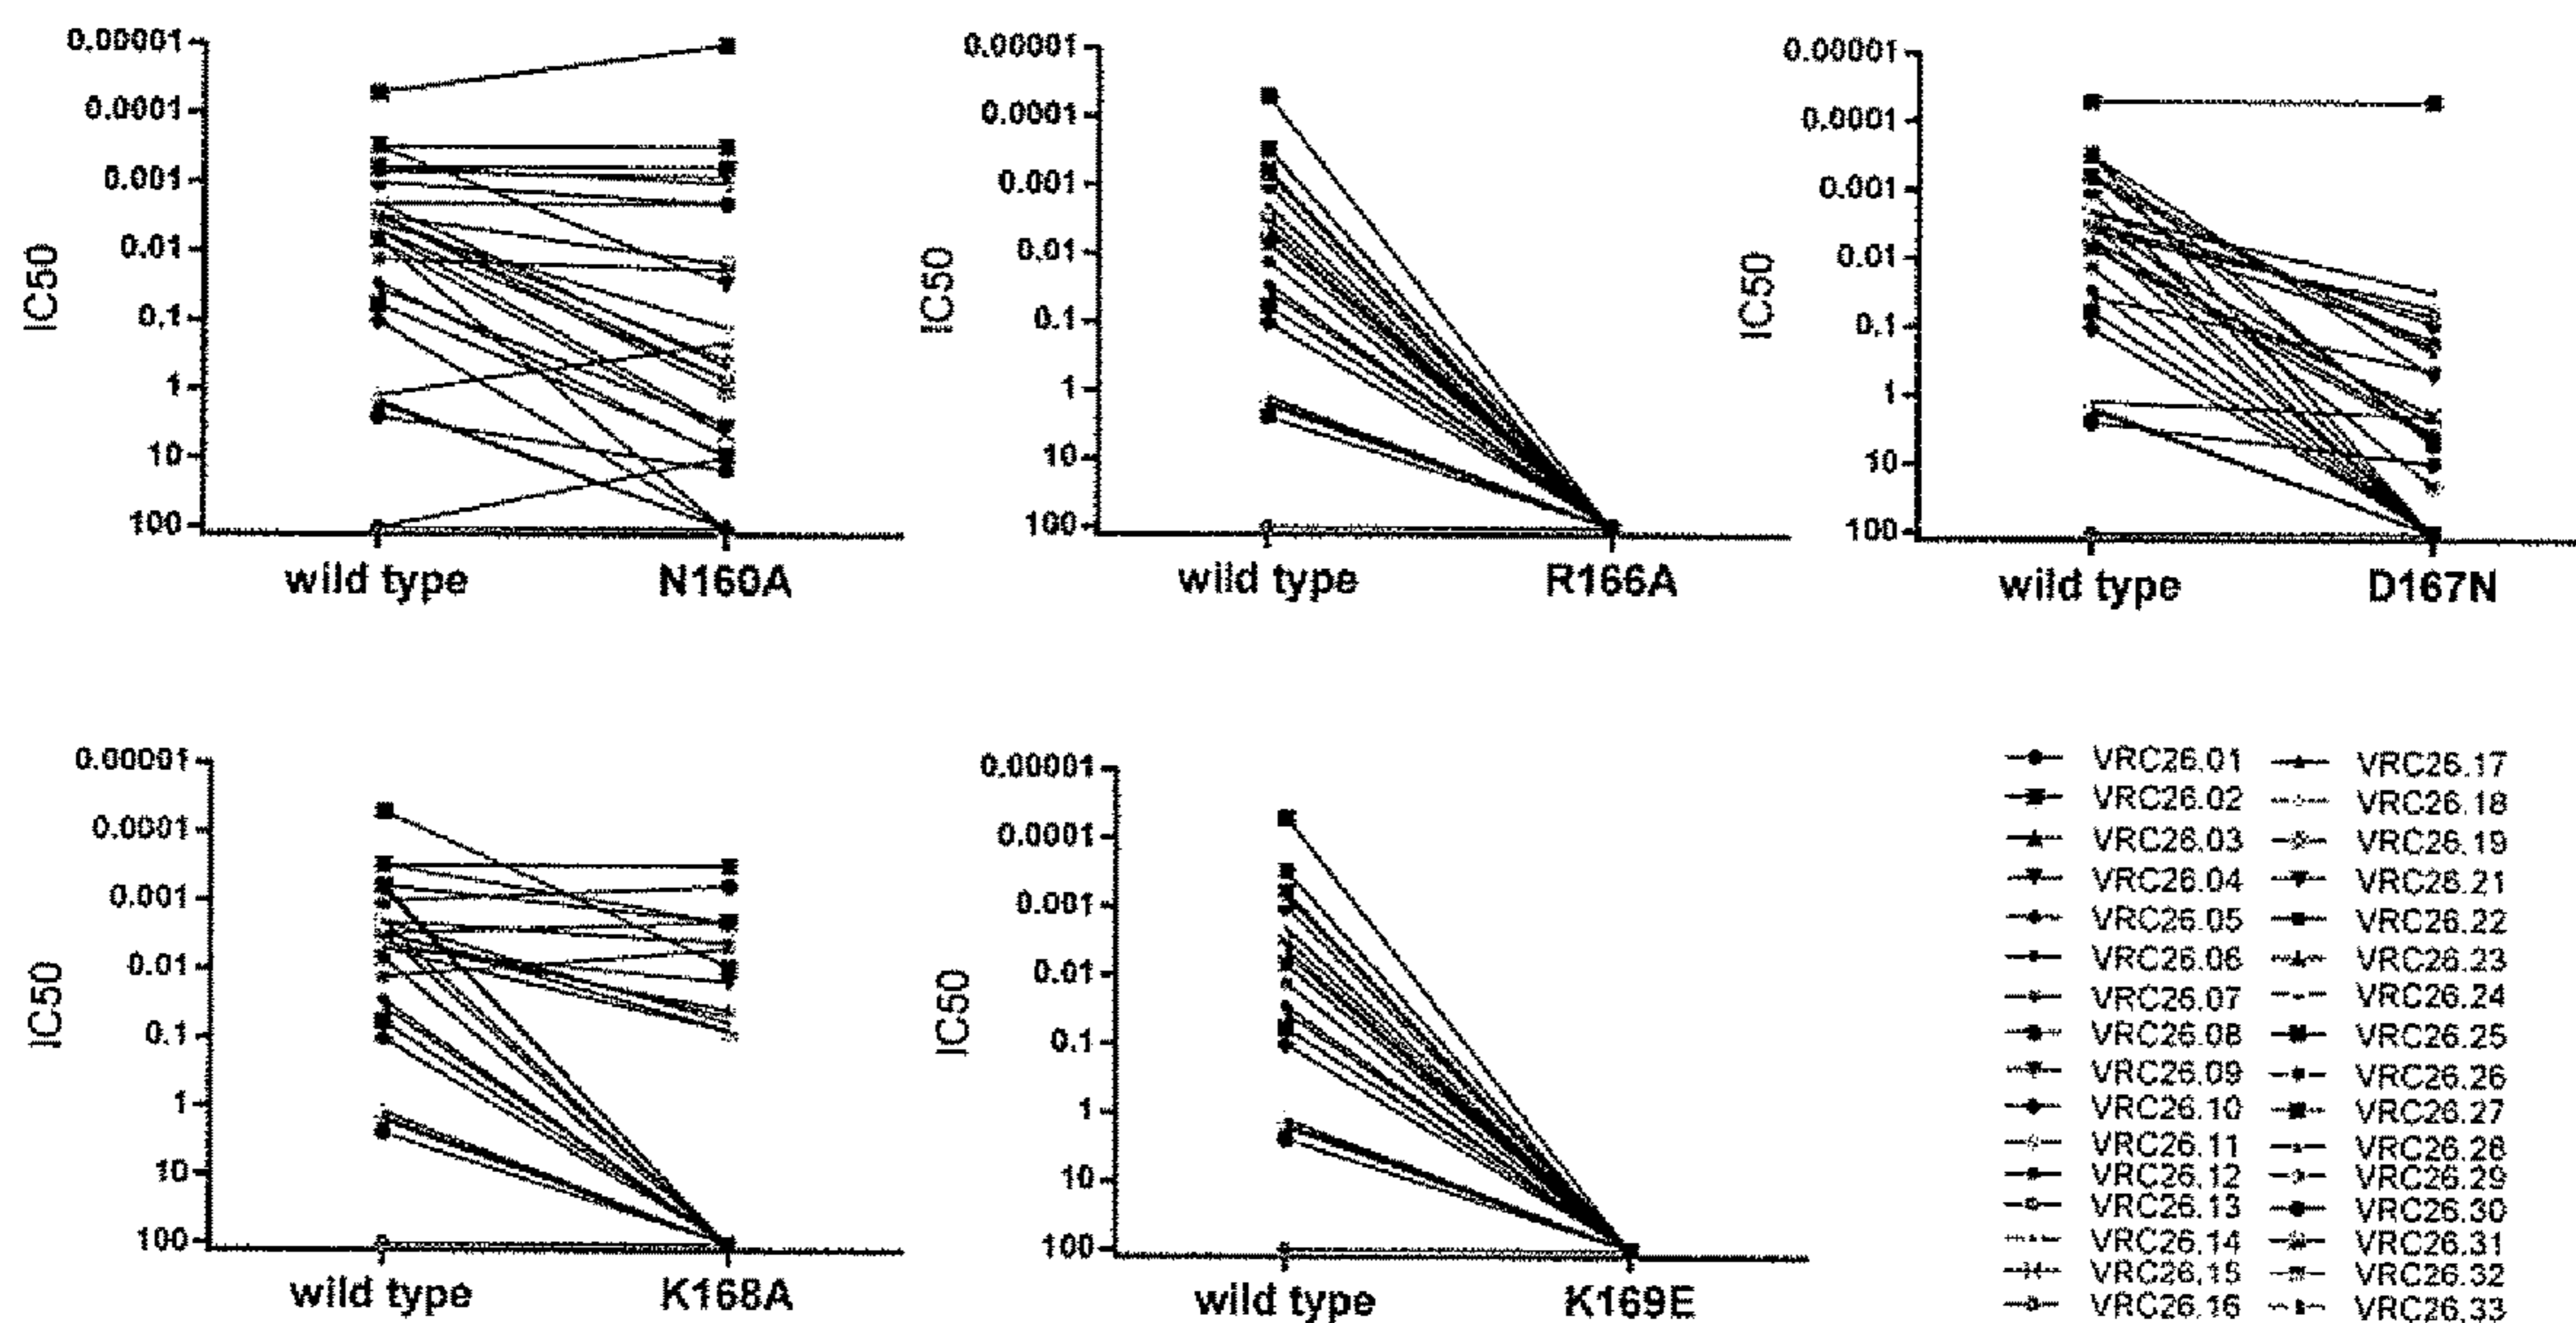 0.00001
0.0001
0.001
0.01
0.1
1
10
100
IC50
wild type N160A
0.00001
0.0001
0.001
0.01
0.1
1
10
100
IC50
wild type R166A
0.00001
0.0001
0.001
0.01
0.1
1
10
100
IC50
wild type D167N
0.00001
0.0001
0.001
0.01
0.1
1
10
100
IC50
wild type K168A
0.00001
0.0001
0.001
0.01
0.1
1
10
100
IC50
wild type K169E
VRC26.01 VRC26.17
VRC26.02 VRC26.18
VRC26.03 VRC26.19
VRC26.04 VRC26.21
VRC26.05 VRC26.22
VRC26.06 VRC26.23
VRC26.07 VRC26.24
VRC26.08 VRC26.25
VRC26.09 VRC26.26
VRC26.10 VRC26.27
VRC26.11 VRC26.28
VRC26.12 VRC26.29
VRC26.13 VRC26.30
VRC26.14 VRC26.31
VRC26.15 VRC26.32
VRC26.16 VRC26.33